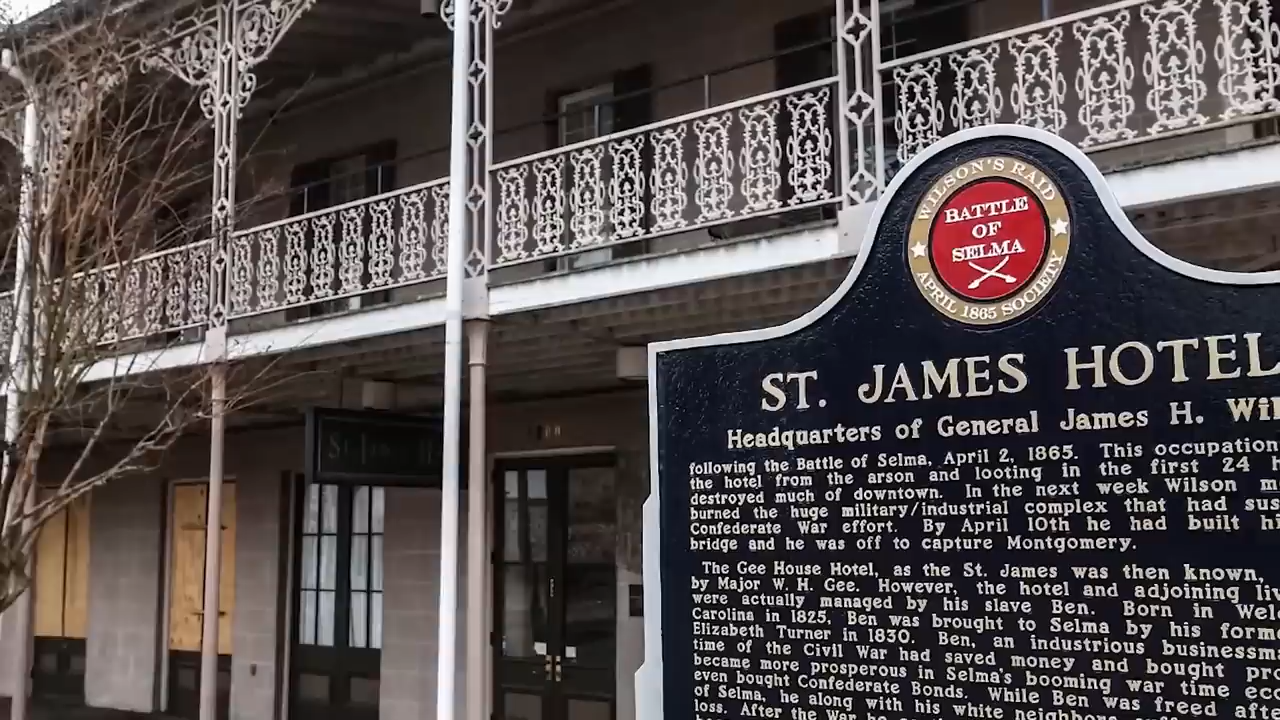 WILSON'S RAID
BATTLE
OF
SELMA
APRIL 1865 SOCIETY
ST. JAMES HOTEL
Headquarters of General James H.
following the Battle of Selma, April 2, 1865. This occupation
the hotel from the arson and looting in the first 24
destroyed much of downtown. In the next week Wilson
burned the huge military/industrial complex that had
Confederate War effort. By April 10th he had built
bridge and he was off to capture Montgomery.
The Gee House Hotel, as the St. James was then known,
by Major W. H. Gee. However, the hotel and adjoining
were actually managed by his slave Ben. Born in
Carolina in 1825, Ben was brought to Selma by his
Elizabeth Turner in 1830. Ben, an industrious
time of the Civil War had saved money and bought
became more prosperous in Selma's booming war time
even bought Confederate Bonds. While Ben was freed
of Selma, he along with his white neighbors
loss. After the War he
St. James